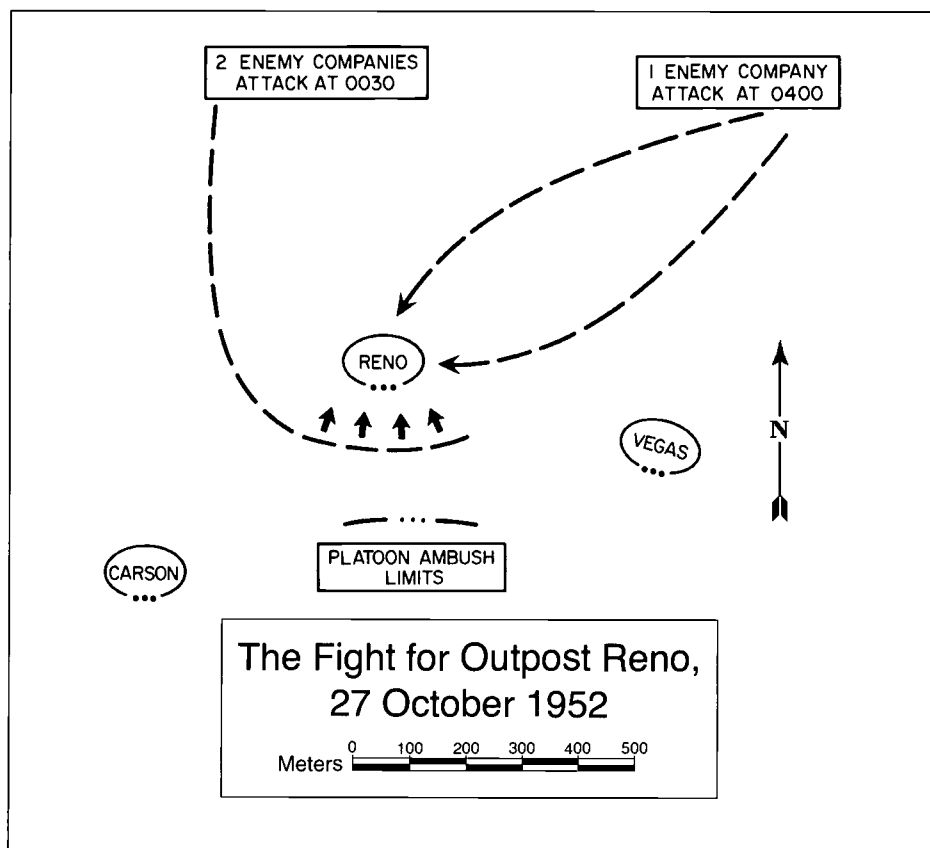 2 ENEMY COMPANIES
ATTACK AT 0030
1 ENEMY COMPANY
ATTACK AT 0400
RENO
VEGAS
N
CARSON
PLATOON AMBUSH
LIMITS
The Fight for Outpost Reno,
27 October 1952
0 100 200 300 400 500
Meters